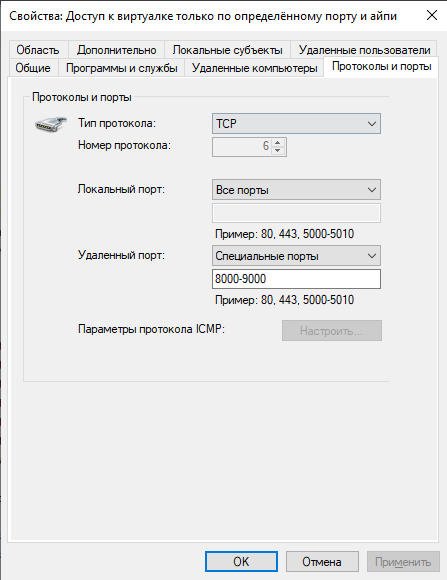 Свойства: Доступ к виртуалке только по определённому порту и айпи
Область Дополнительно Локальные субъекты Удаленные пользователи
Общие Программы и службы Удаленные компьютеры Протоколы и порты
Протоколы и порты
Тип протокола: TCP
Номер протокола: 6
Локальный порт: Все порты
Пример: 80, 443, 5000-5010
Удаленный порт: Специальные порты
8000-9000
Пример: 80, 443, 5000-5010
Параметры протокола ICMP: Настроить...
OK Отмена Применить